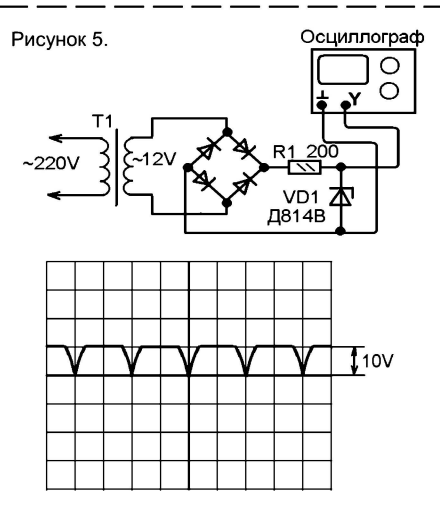 Рисунок 5.
Осциллограф
Y
T1
~220V
~12V
R1 200
VD1
Д814В
10V